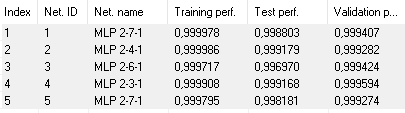 Index Net. ID Net. name Training perf. Test perf. Validation p...
1 1 MLP 2-7-1 0,999978 0,998803 0,999407
2 2 MLP 2-4-1 0,999986 0,999179 0,999282
3 3 MLP 2-6-1 0,999717 0,996970 0,999424
4 4 MLP 2-3-1 0,999908 0,999168 0,999594
5 5 MLP 2-7-1 0,999795 0,998181 0,999274